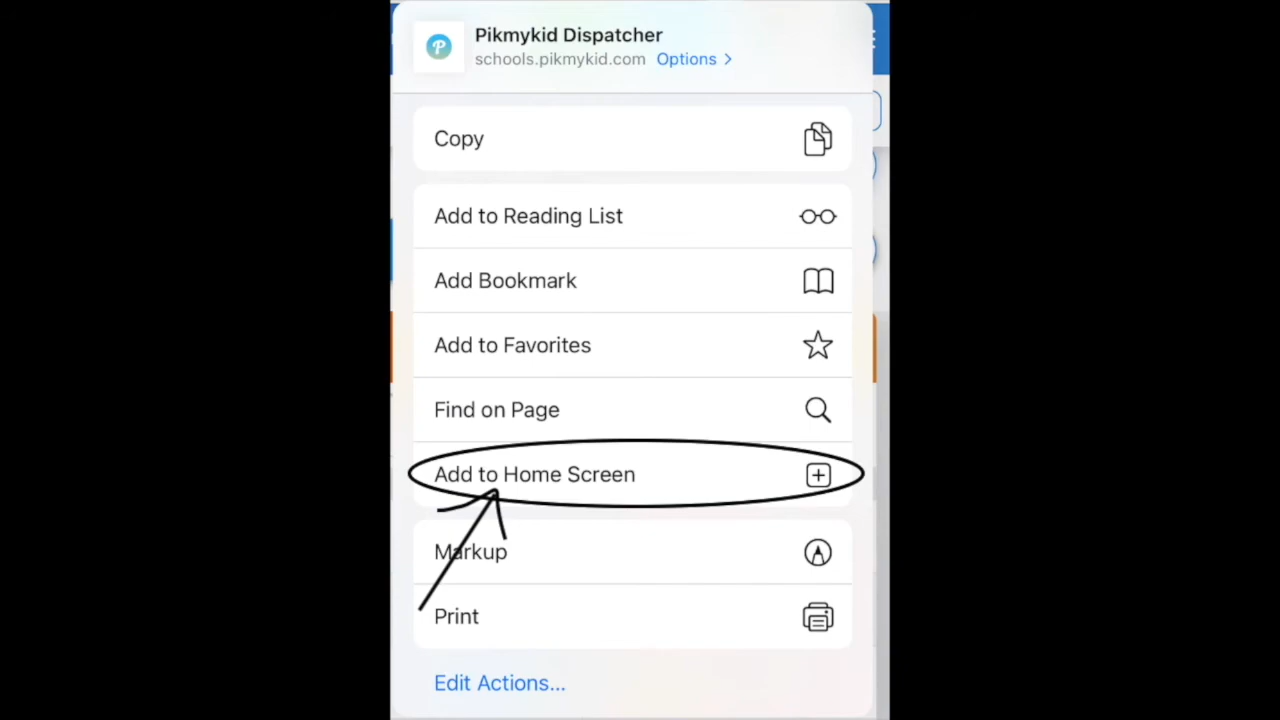 Pikmykid Dispatcher
schools.pikmykid.com Options >
Copy
Add to Reading List
Add Bookmark
Add to Favorites
Find on Page
Add to Home Screen
Markup
Print
Edit Actions...